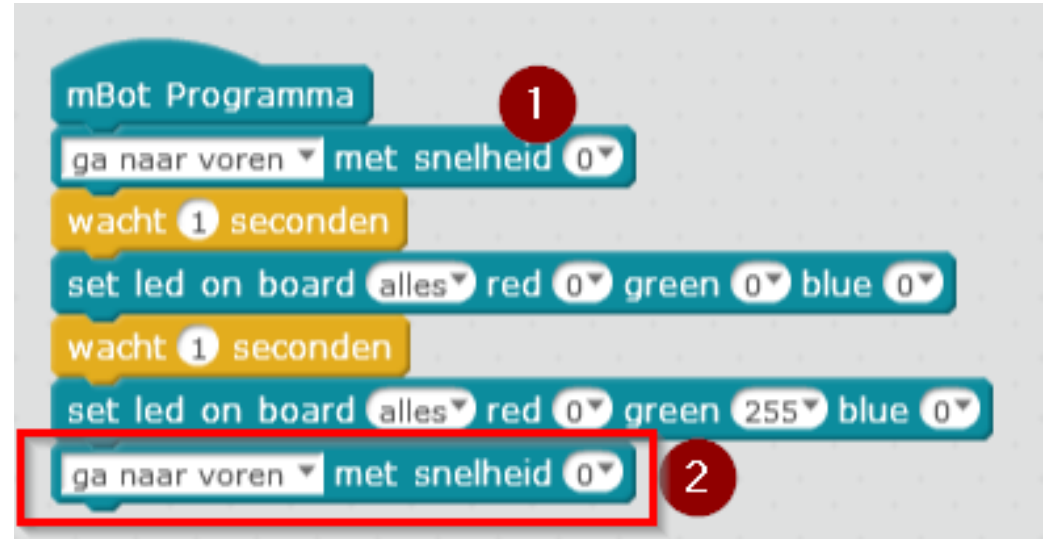 mBot Programma
1
ga naar voren met snelheid 0
wacht 1 seconden
set led on board alles red 0 green 0 blue 0
wacht 1 seconden
set led on board alles red 0 green 255 blue 0
ga naar voren met snelheid 0
2